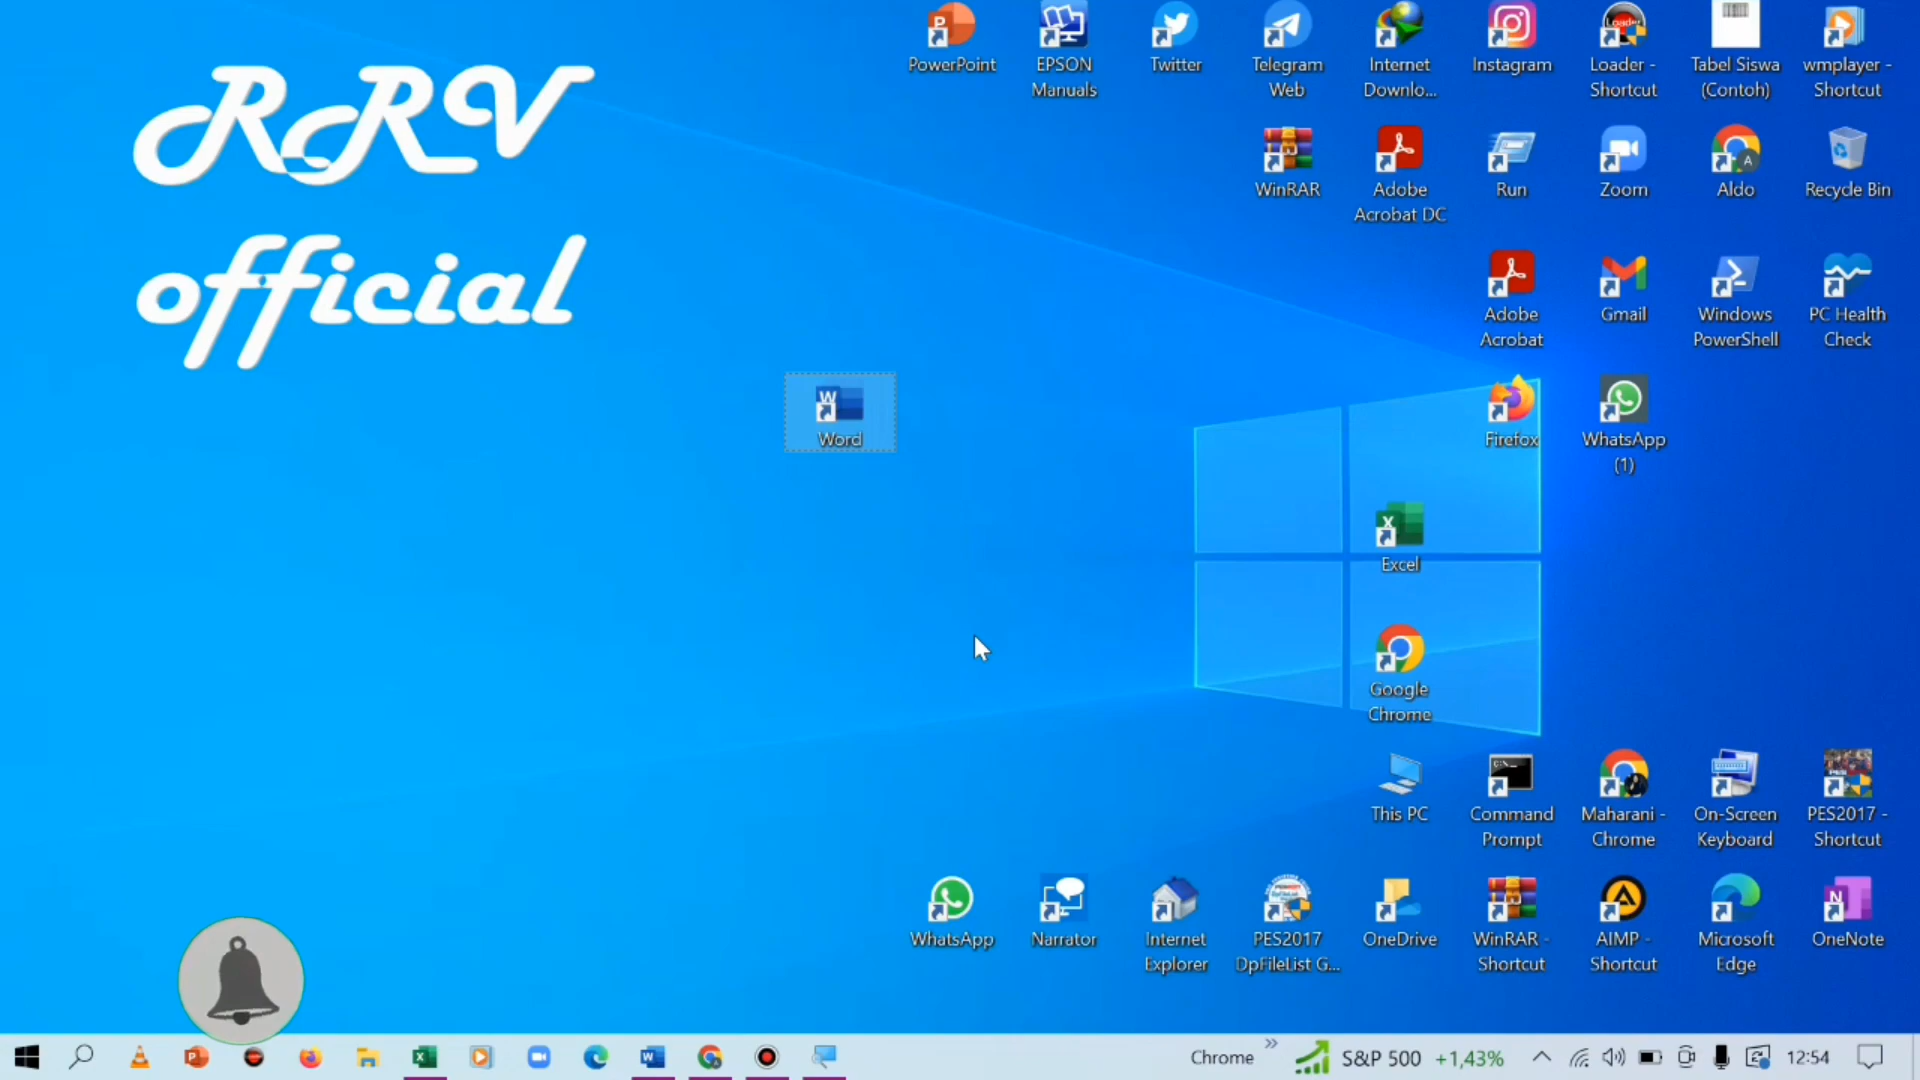 RRV
official
PowerPoint
EPSON
Manuals
Twitter
Telegram
Web
Internet
Downlo...
Instagram
Loader -
Shortcut
Tabel Siswa
(Contoh)
wmplayer -
Shortcut
WinRAR
Adobe
Acrobat DC
Run
Zoom
Aldo
Recycle Bin
Adobe
Acrobat
Gmail
Windows
PowerShell
PC Health
Check
Word
Firefox
WhatsApp
(1)
Excel
Google
Chrome
This PC
Command
Prompt
Maharani -
Chrome
On-Screen
Keyboard
PES2017 -
Shortcut
WhatsApp
Narrator
Internet
Explorer
PES2017
DpFileList G...
OneDrive
WinRAR -
Shortcut
AIMP -
Shortcut
Microsoft
Edge
OneNote
Chrome
S&P 500 +1,43%
12:54